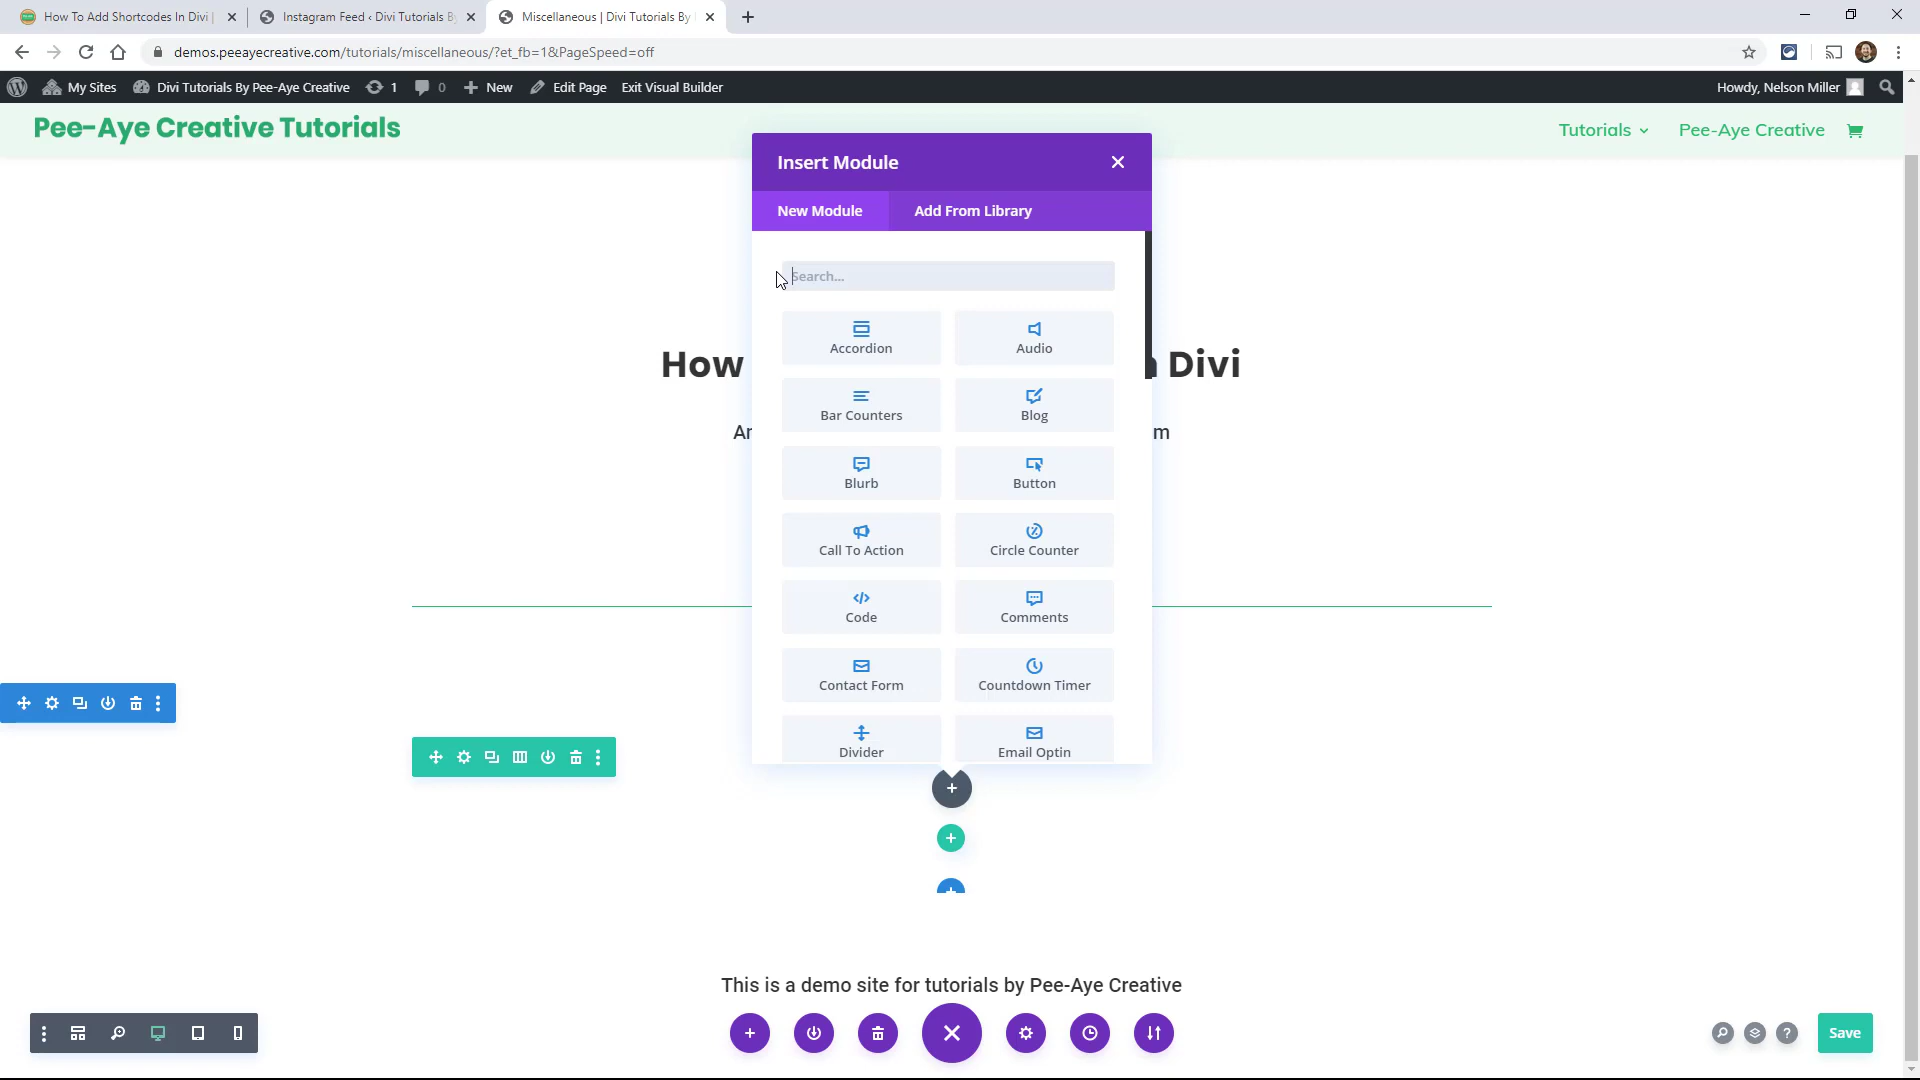 How To Add Shortcodes In Divi |
Instagram Feed ‹ Divi Tutorials By
Miscellaneous | Divi Tutorials By
demos.peeayecreative.com/tutorials/miscellaneous/?et_fb=1&PageSpeed=off
My Sites Divi Tutorials By Pee-Aye Creative 1 0 New Edit Page Exit Visual Builder Howdy, Nelson Miller
Pee-Aye Creative Tutorials
Tutorials Pee-Aye Creative
Insert Module
New Module Add From Library
Search...
Accordion Audio
How Divi
Bar Counters Blog
Blurb Button
Call To Action Circle Counter
Code Comments
Contact Form Countdown Timer
Divider Email Optin
This is a demo site for tutorials by Pee-Aye Creative
Save